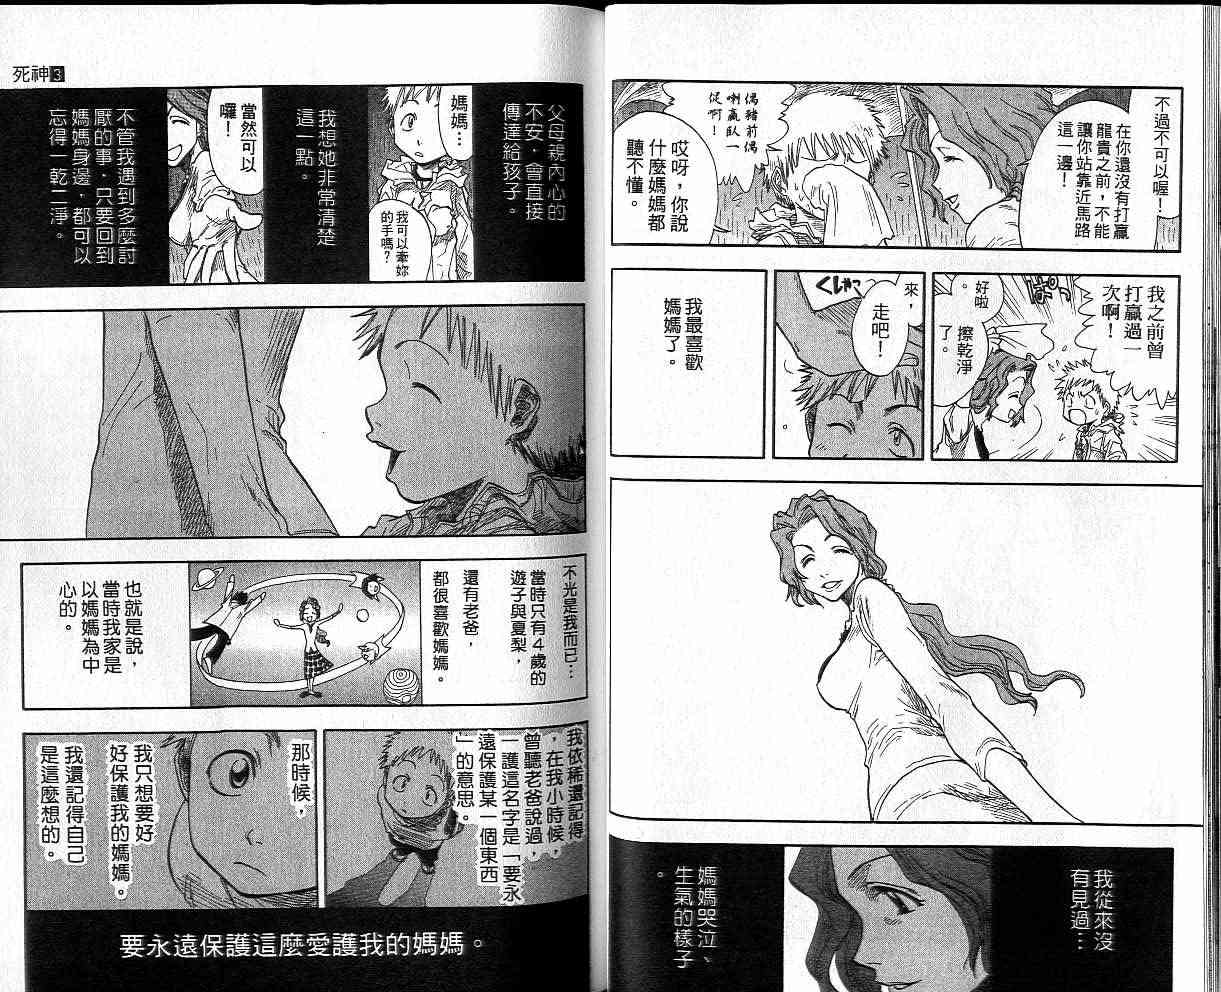 不過不可以喔！
在你還沒有打贏
龍貴之前，不能
讓你站靠近馬路
這一邊！
偶豬前偶
唰贏臥一
促啊！
哎呀，你說
什麼媽媽都
聽不懂。
我之前曾
打贏過一
次啊！
好啦
。
擦乾淨
了。
來，
走吧！
くしゃっ
我最喜歡
媽媽了。
我從來沒
有見過…
媽媽哭泣、
生氣的樣子
。
死神3
父母親內心的
不安，會直接
傳達給孩子。
媽…
我可以牽妳
的手嗎？
我想她非常清楚
這一點。
當然可以
囉！
不管我遇到多麼討
厭的事，只要回到
媽媽身邊，都可以
忘得一乾二淨。
不光是我而已…
當時只有4歲的
遊子與夏梨，
還有老爸，
都很喜歡媽媽。
也就是說，
當時我家是
以媽媽為中
心的。
我依稀還記得
，在我小時候，
曾聽老爸說過，
一護這名字是「要永
遠保護某一個東西
」的意思。
那時候，
我只想要好
好保護我的媽媽。
我還記得自己
是這麼想的。
要永遠保護這麼愛護我的媽媽。